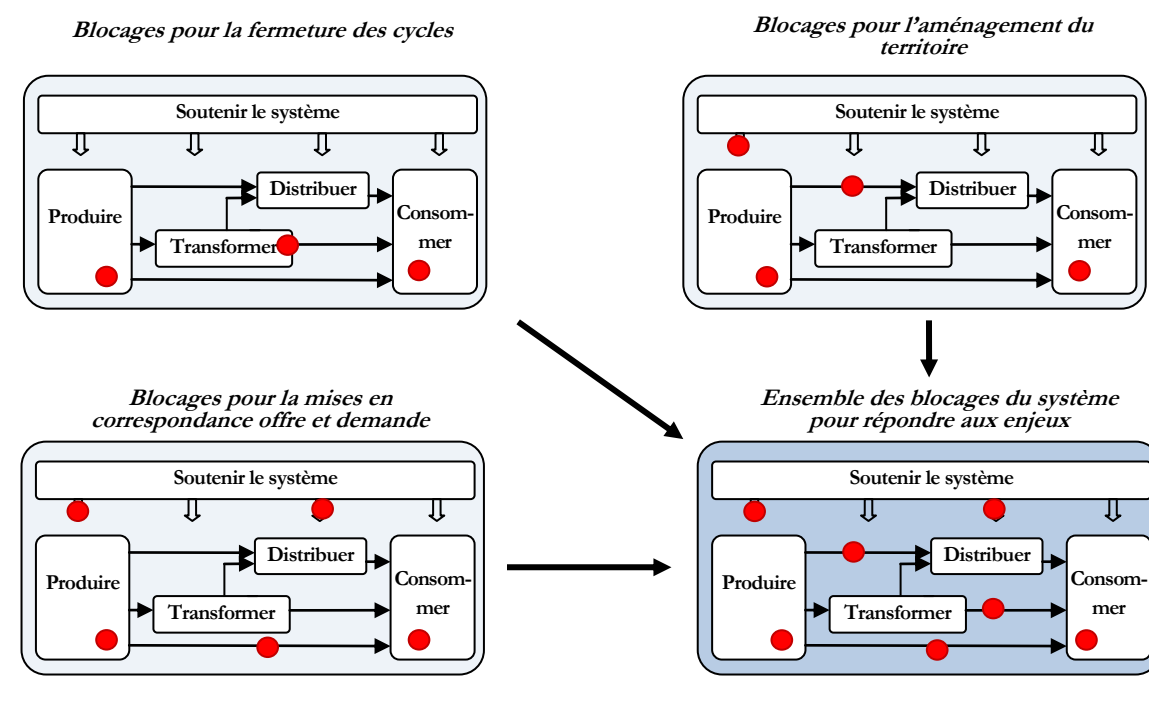 Blocages pour la fermeture des cycles
Soutenir le système
Distribuer
Produire
Consom-
mer
Transformer
Blocages pour l'aménagement du
territoire
Soutenir le système
Distribuer
Produire
Consom-
mer
Transformer
Blocages pour la mises en
correspondance offre et demande
Soutenir le système
Distribuer
Produire
Consom-
mer
Transformer
Ensemble des blocages du système
pour répondre aux enjeux
Soutenir le système
Distribuer
Produire
Consom-
mer
Transformer